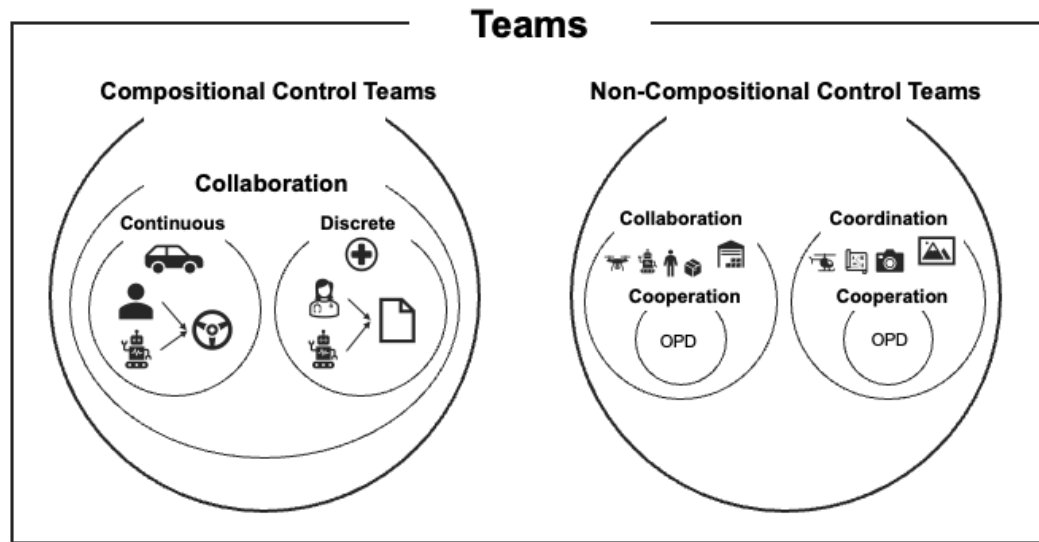 Teams
Compositional Control Teams
Non-Compositional Control Teams
Collaboration
Continuous
Discrete
Collaboration
Coordination
Cooperation
Cooperation
OPD
OPD